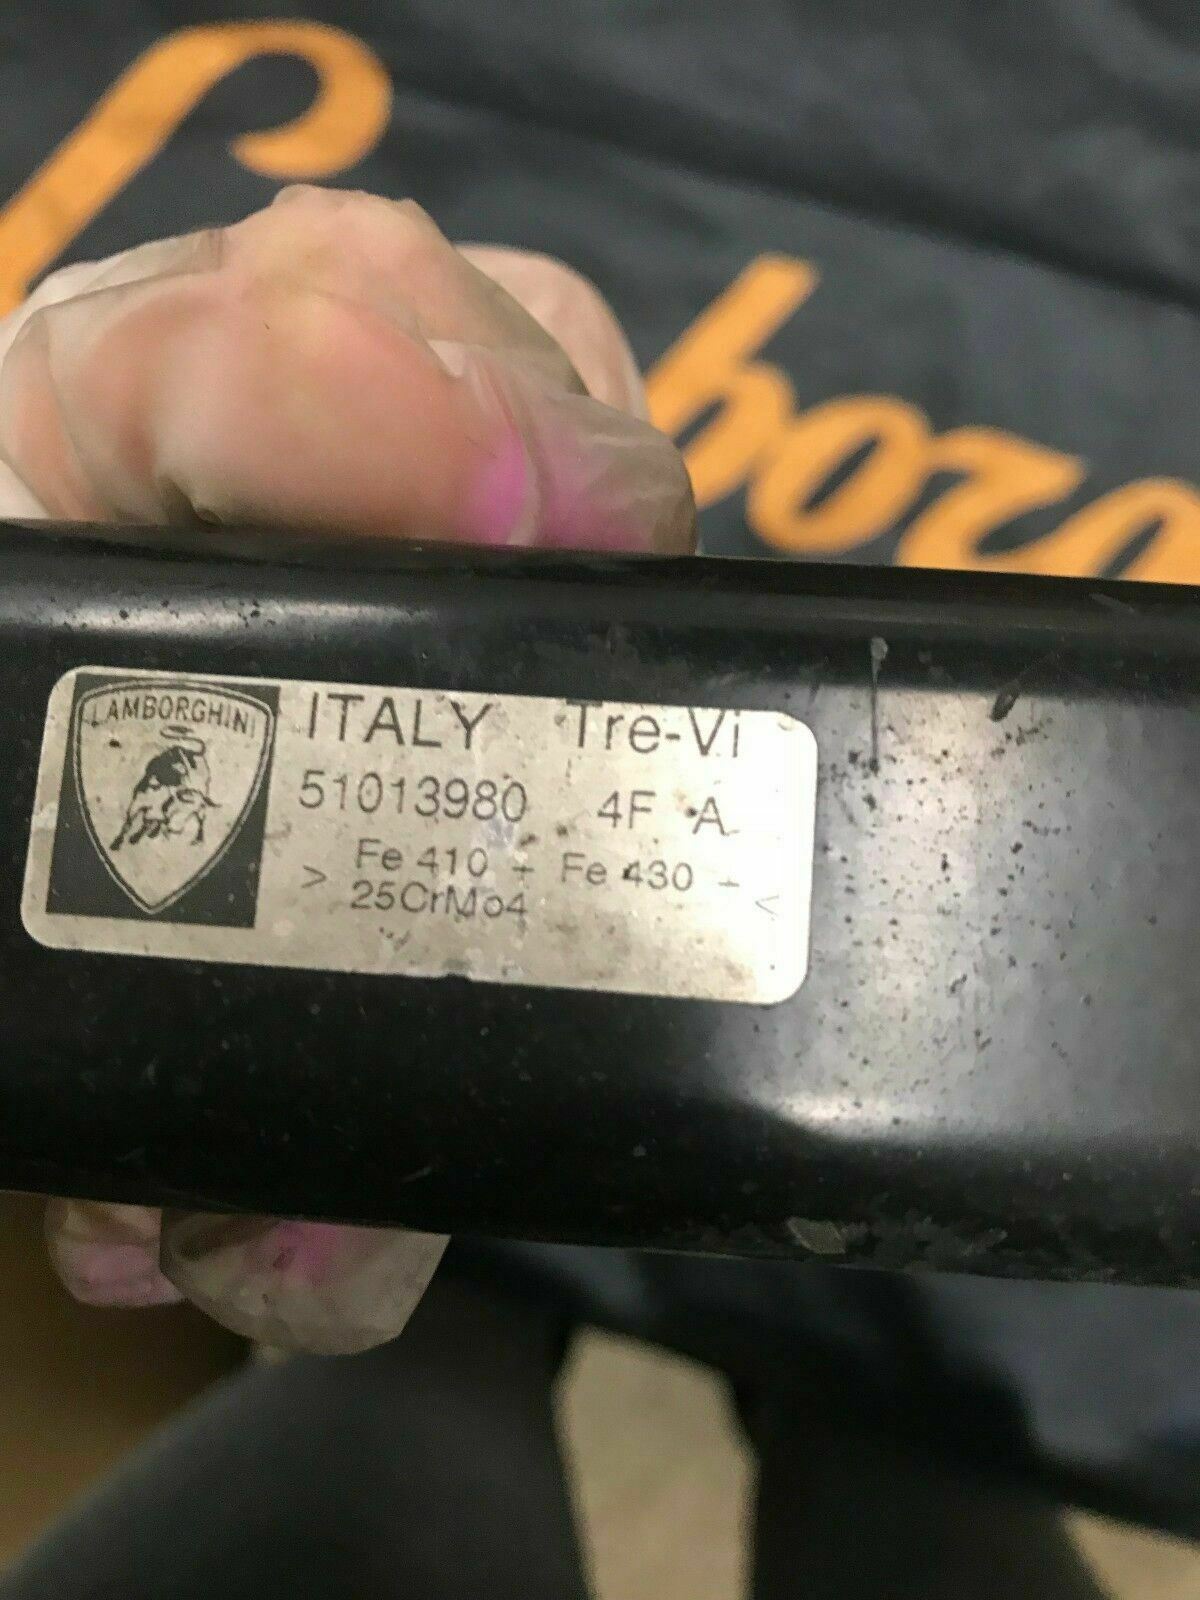 LAMBORGHINI
ITALY Tre-Vi
51013980 4F A
> Fe 410 + Fe 430 + <
25CrMo4